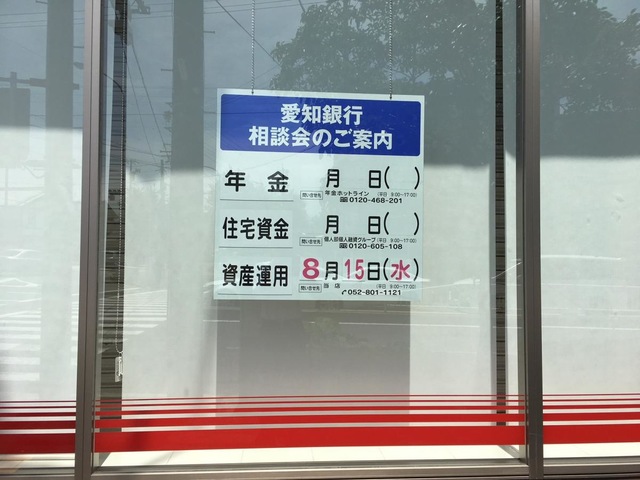 愛知銀行
相談会のご案内
年金 月 日( )
問い合せ先 年金ホットライン (平日 9:00~17:00)
0120-468-201
住宅資金 月 日( )
問い合せ先 個人部個人融資グループ (平日 9:00~17:00)
0120-605-108
資産運用 8月15日(水)
問い合せ先 当店 (平日 9:00~17:00)
052-801-1121